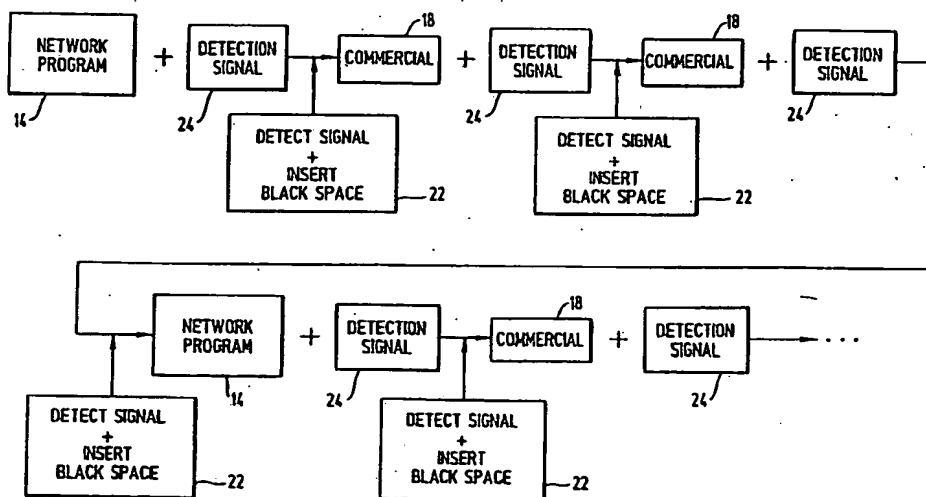 NETWORK
PROGRAM
14
+
DETECTION
SIGNAL
24
18
COMMERCIAL
+
DETECTION
SIGNAL
24
18
COMMERCIAL
+
DETECTION
SIGNAL
24
DETECT SIGNAL
+
INSERT
BLACK SPACE
22
DETECT SIGNAL
+
INSERT
BLACK SPACE
22
NETWORK
PROGRAM
14
+
DETECTION
SIGNAL
24
18
COMMERCIAL
+
DETECTION
SIGNAL
24
...
DETECT SIGNAL
+
INSERT
BLACK SPACE
22
DETECT SIGNAL
+
INSERT
BLACK SPACE
22